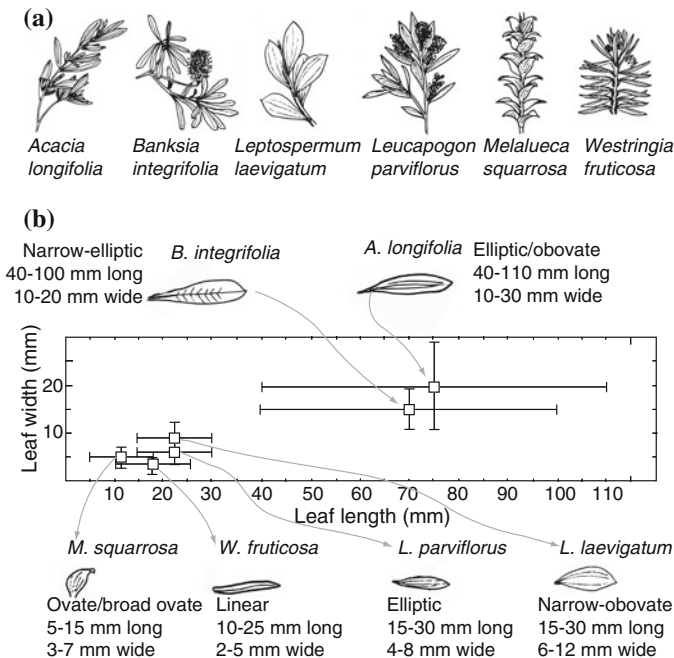 (a)
Acacia longifolia
Banksia integrifolia
Leptospermum laevigatum
Leucapogon parviflorus
Melalueca squarrosa
Westringia fruticosa
(b)
Narrow-elliptic
40-100 mm long
10-20 mm wide
B. integrifolia
A. longifolia
Elliptic/obovate
40-110 mm long
10-30 mm wide
Leaf width (mm)
20
10
10 20 30 40 50 60 70 80 90 100 110
Leaf length (mm)
M. squarrosa
Ovate/broad ovate
5-15 mm long
3-7 mm wide
W. fruticosa
Linear
10-25 mm long
2-5 mm wide
L. parviflorus
Elliptic
15-30 mm long
4-8 mm wide
L. laevigatum
Narrow-obovate
15-30 mm long
6-12 mm wide